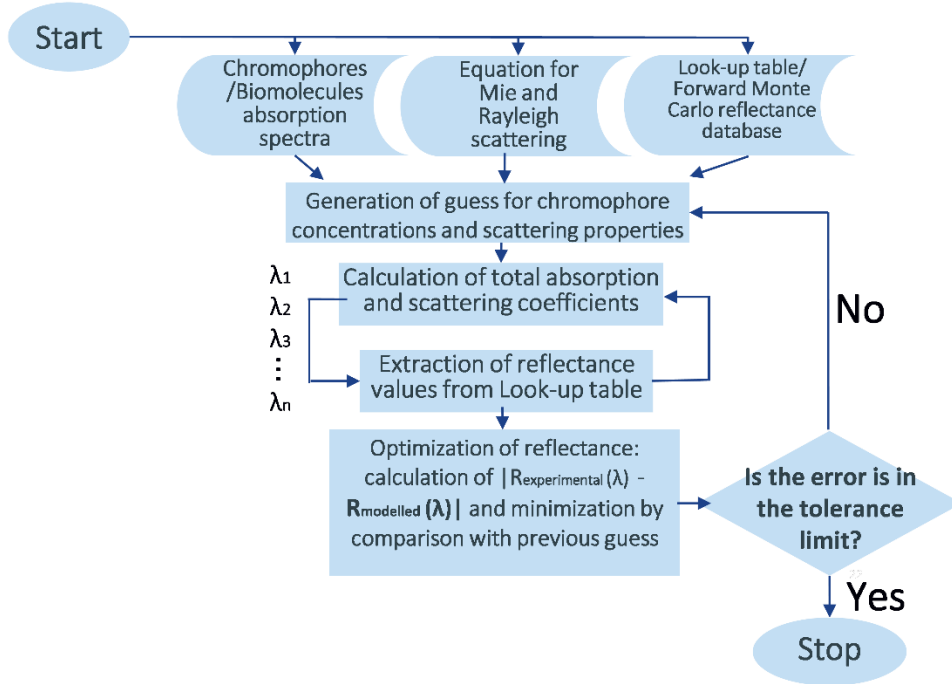 Start
Chromophores
/Biomolecules
absorption
spectra
Equation for
Mie and
Rayleigh
scattering
Look-up table/
Forward Monte
Carlo reflectance
database
Generation of guess for chromophore
concentrations and scattering properties
λ1
λ2
λ3
⋮
λn
Calculation of total absorption
and scattering coefficients
Extraction of reflectance
values from Look-up table
Optimization of reflectance:
calculation of |Rexperimental (λ) -
Rmodelled (λ)| and minimization by
comparison with previous guess
Is the error is in
the tolerance
limit?
No
Yes
Stop